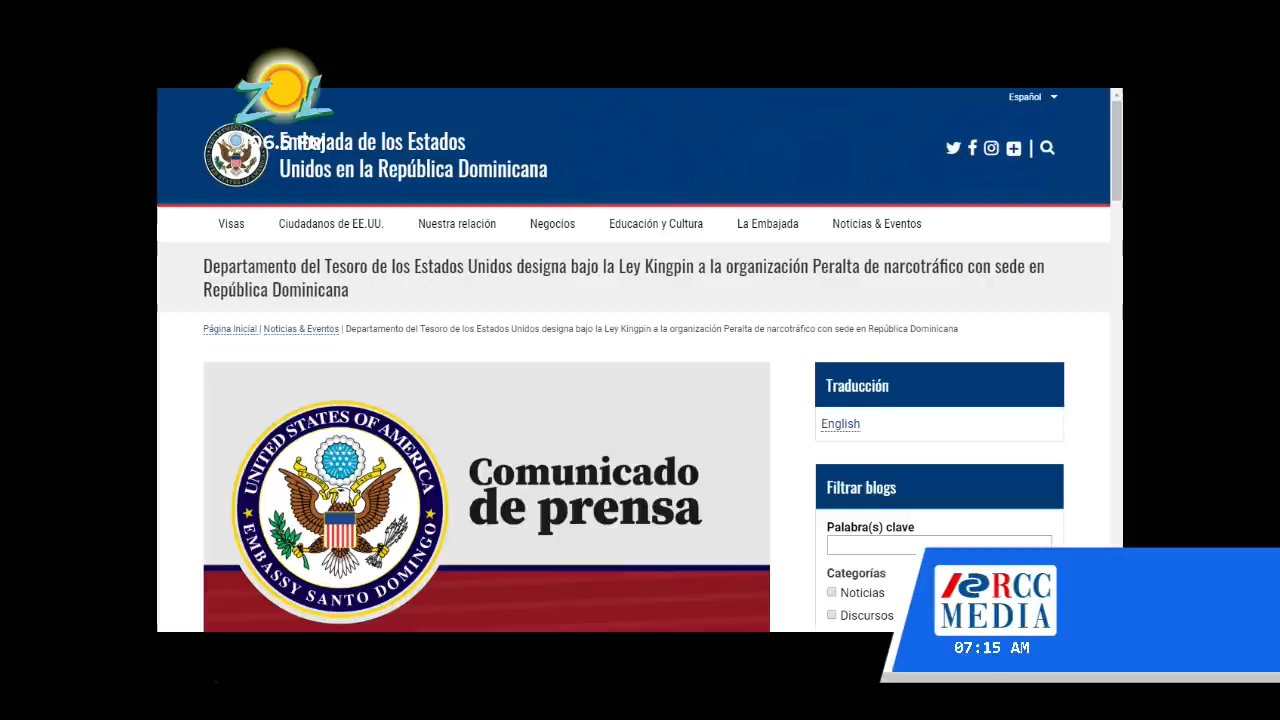 ZOL
106.5 FM
Español
Embajada de los Estados
Unidos en la República Dominicana
Visas
Ciudadanos de EE.UU.
Nuestra relación
Negocios
Educación y Cultura
La Embajada
Noticias & Eventos
Departamento del Tesoro de los Estados Unidos designa bajo la Ley Kingpin a la organización Peralta de narcotráfico con sede en
República Dominicana
Página Inicial | Noticias & Eventos | Departamento del Tesoro de los Estados Unidos designa bajo la Ley Kingpin a la organización Peralta de narcotráfico con sede en República Dominicana
UNITED STATES OF AMERICA
EMBASSY SANTO DOMINGO
Comunicado
de prensa
Traducción
English
Filtrar blogs
Palabra(s) clave
Categorías
Noticias
Discursos
RCC
MEDIA
07:15 AM